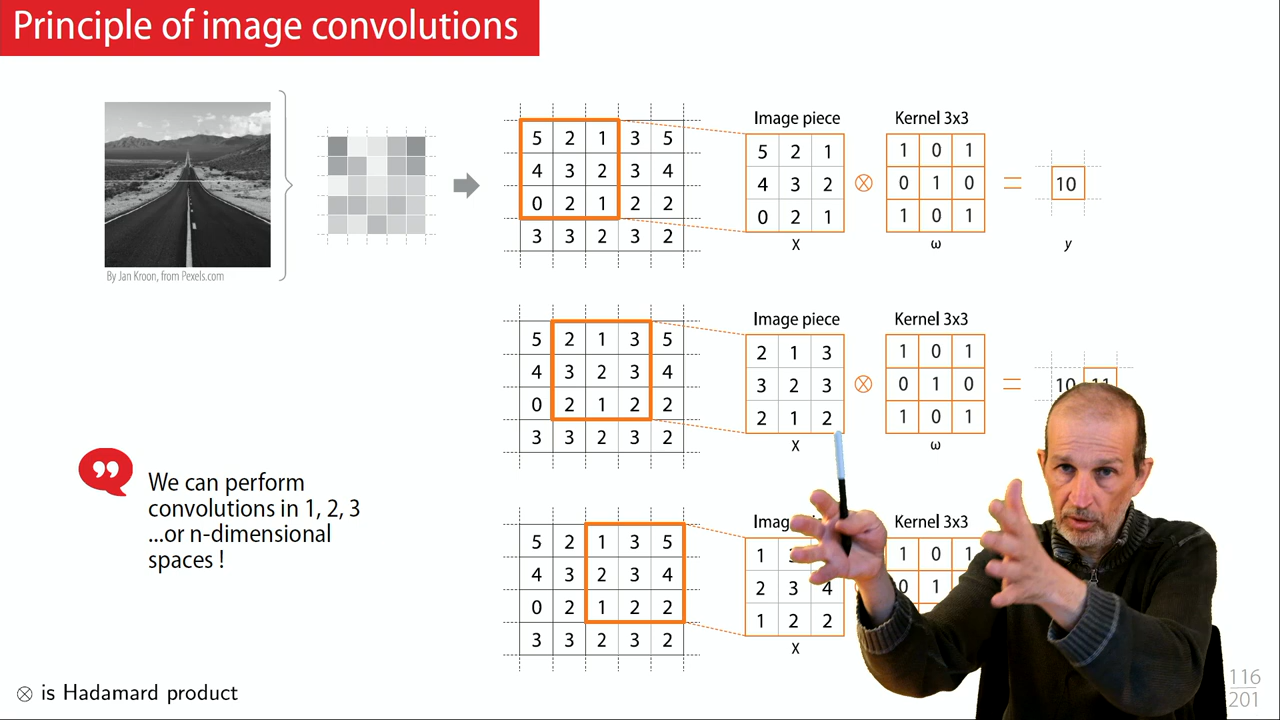 Principle of image convolutions
By Jan Kroon, from Pexels.com
5 2 1 3 5
4 3 2 3 4
0 2 1 2 2
3 3 2 3 2
Image piece
5 2 1
4 3 2
0 2 1
X
⊗
Kernel 3x3
1 0 1
0 1 0
1 0 1
ω
=
10
y
5 2 1 3 5
4 3 2 3 4
0 2 1 2 2
3 3 2 3 2
Image piece
2 1 3
3 2 3
2 1 2
X
⊗
Kernel 3x3
1 0 1
0 1 0
1 0 1
ω
=
10 11
We can perform
convolutions in 1, 2, 3
...or n-dimensional
spaces !
5 2 1 3 5
4 3 2 3 4
0 2 1 2 2
3 3 2 3 2
1
2 3 4
1 2 2
X
Kernel 3x3
1 0 1
0 1
⊗ is Hadamard product
116
201